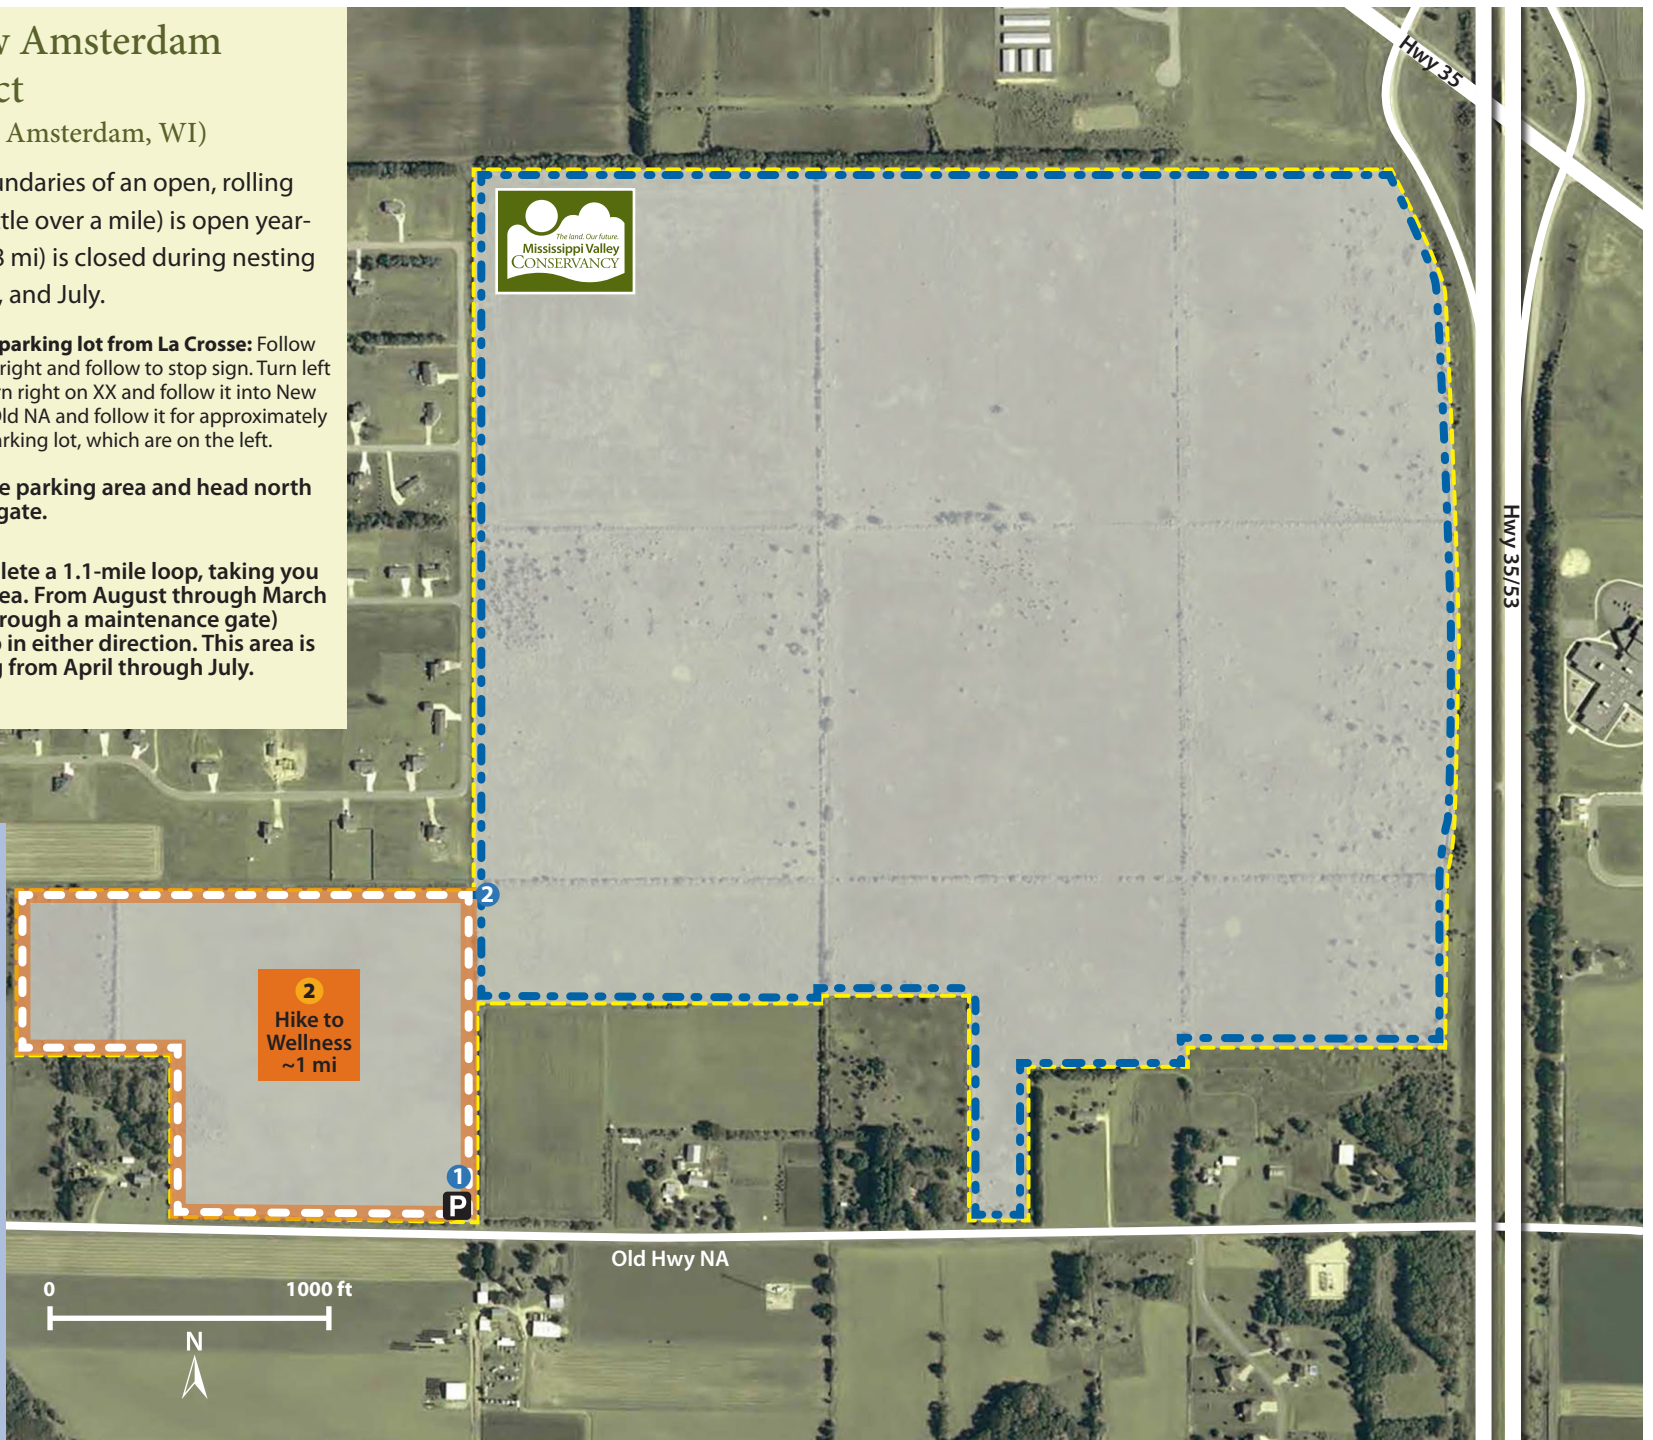 Amsterdam
ct
Amsterdam, WI)
undaries of an open, rolling
ttle over a mile) is open year-
3 mi) is closed during nesting
, and July.
parking lot from La Crosse: Follow
right and follow to stop sign. Turn left
rn right on XX and follow it into New
Old NA and follow it for approximately
arking lot, which are on the left.
e parking area and head north
gate.
lete a 1.1-mile loop, taking you
ea. From August through March
rough a maintenance gate)
in either direction. This area is
g from April through July.
The land. Our future.
Mississippi Valley
CONSERVANCY
Hwy 35
Hwy 35/53
2
2
Hike to
Wellness
~1 mi
1
P
Old Hwy NA
0 1000 ft
N